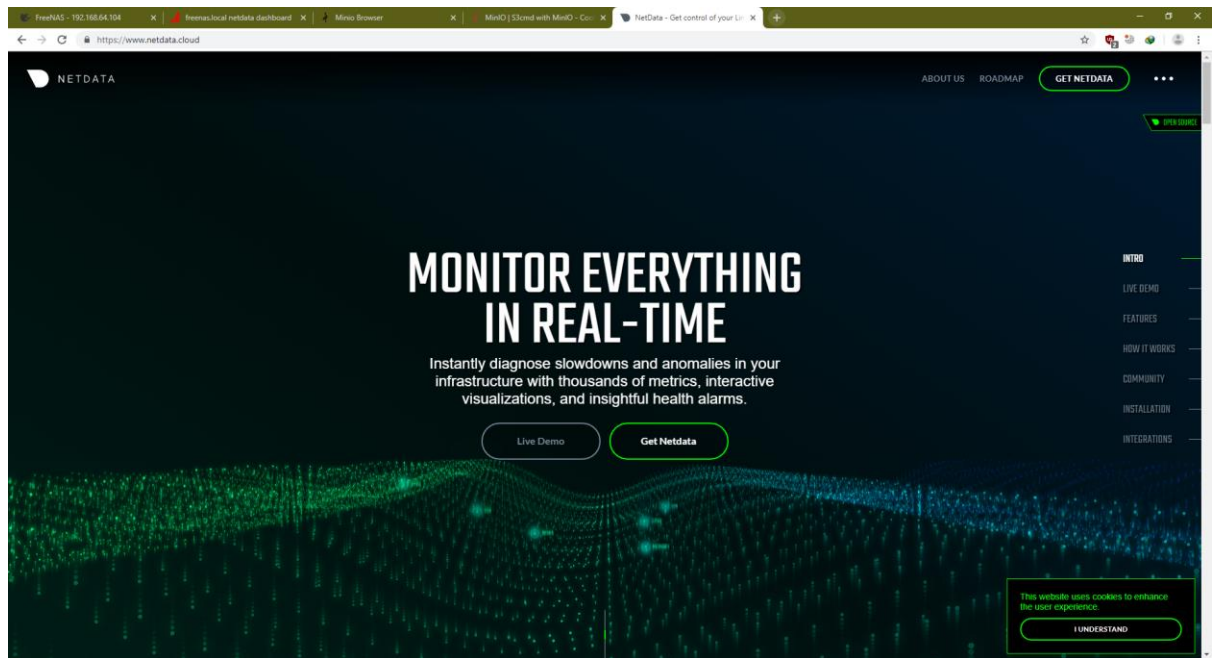 FreeNAS - 192.168.64.104
freenas.local netdata dashboard
Minio Browser
MinIO | S3cmd with MinIO - Coo
NetData - Get control of your Li
https://www.netdata.cloud
NETDATA
ABOUT US
ROADMAP
GET NETDATA
OPEN SOURCE
MONITOR EVERYTHING
IN REAL-TIME
Instantly diagnose slowdowns and anomalies in your
infrastructure with thousands of metrics, interactive
visualizations, and insightful health alarms.
Live Demo
Get Netdata
INTRO
LIVE DEMO
FEATURES
HOW IT WORKS
COMMUNITY
INSTALLATION
INTEGRATIONS
This website uses cookies to enhance
the user experience.
I UNDERSTAND